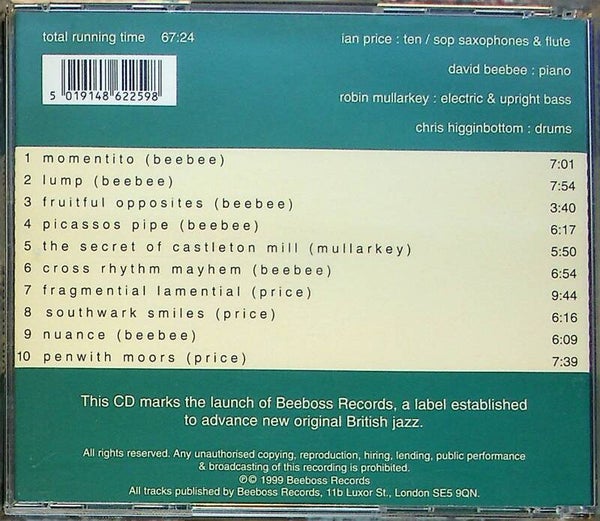 total running time 67:24
ian price : ten / sop saxophones & flute
david beebee : piano
5 019148 622598
robin mullarkey : electric & upright bass
chris higginbottom : drums
1 momentito (beebee) 7:01
2 lump (beebee) 7:54
3 fruitful opposites (beebee) 3:40
4 picassos pipe (beebee) 6:17
5 the secret of castleton mill (mullarkey) 5:50
6 cross rhythm mayhem (beebee) 6:54
7 fragmential lamential (price) 9:44
8 southwark smiles (price) 6:16
9 nuance (beebee) 6:09
10 penwith moors (price) 7:39
This CD marks the launch of Beeboss Records, a label established
to advance new original British jazz.
All rights reserved. Any unauthorised copying, reproduction, hiring, lending, public performance
& broadcasting of this recording is prohibited.
℗© 1999 Beeboss Records
All tracks published by Beeboss Records, 11b Luxor St., London SE5 9QN.